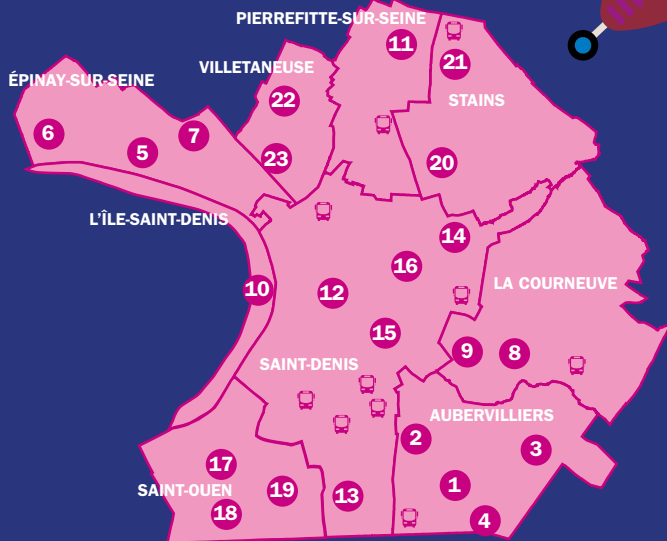 PIERREFITTE-SUR-SEINE
11
21
VILLETANEUSE
ÉPINAY-SUR-SEINE
22
STAINS
6
7
5
23
20
L'ÎLE-SAINT-DENIS
14
16
LA COURNEUVE
10
12
15
9
8
SAINT-DENIS
AUBERVILLIERS
2
3
17
SAINT-OUEN
19
13
1
18
4